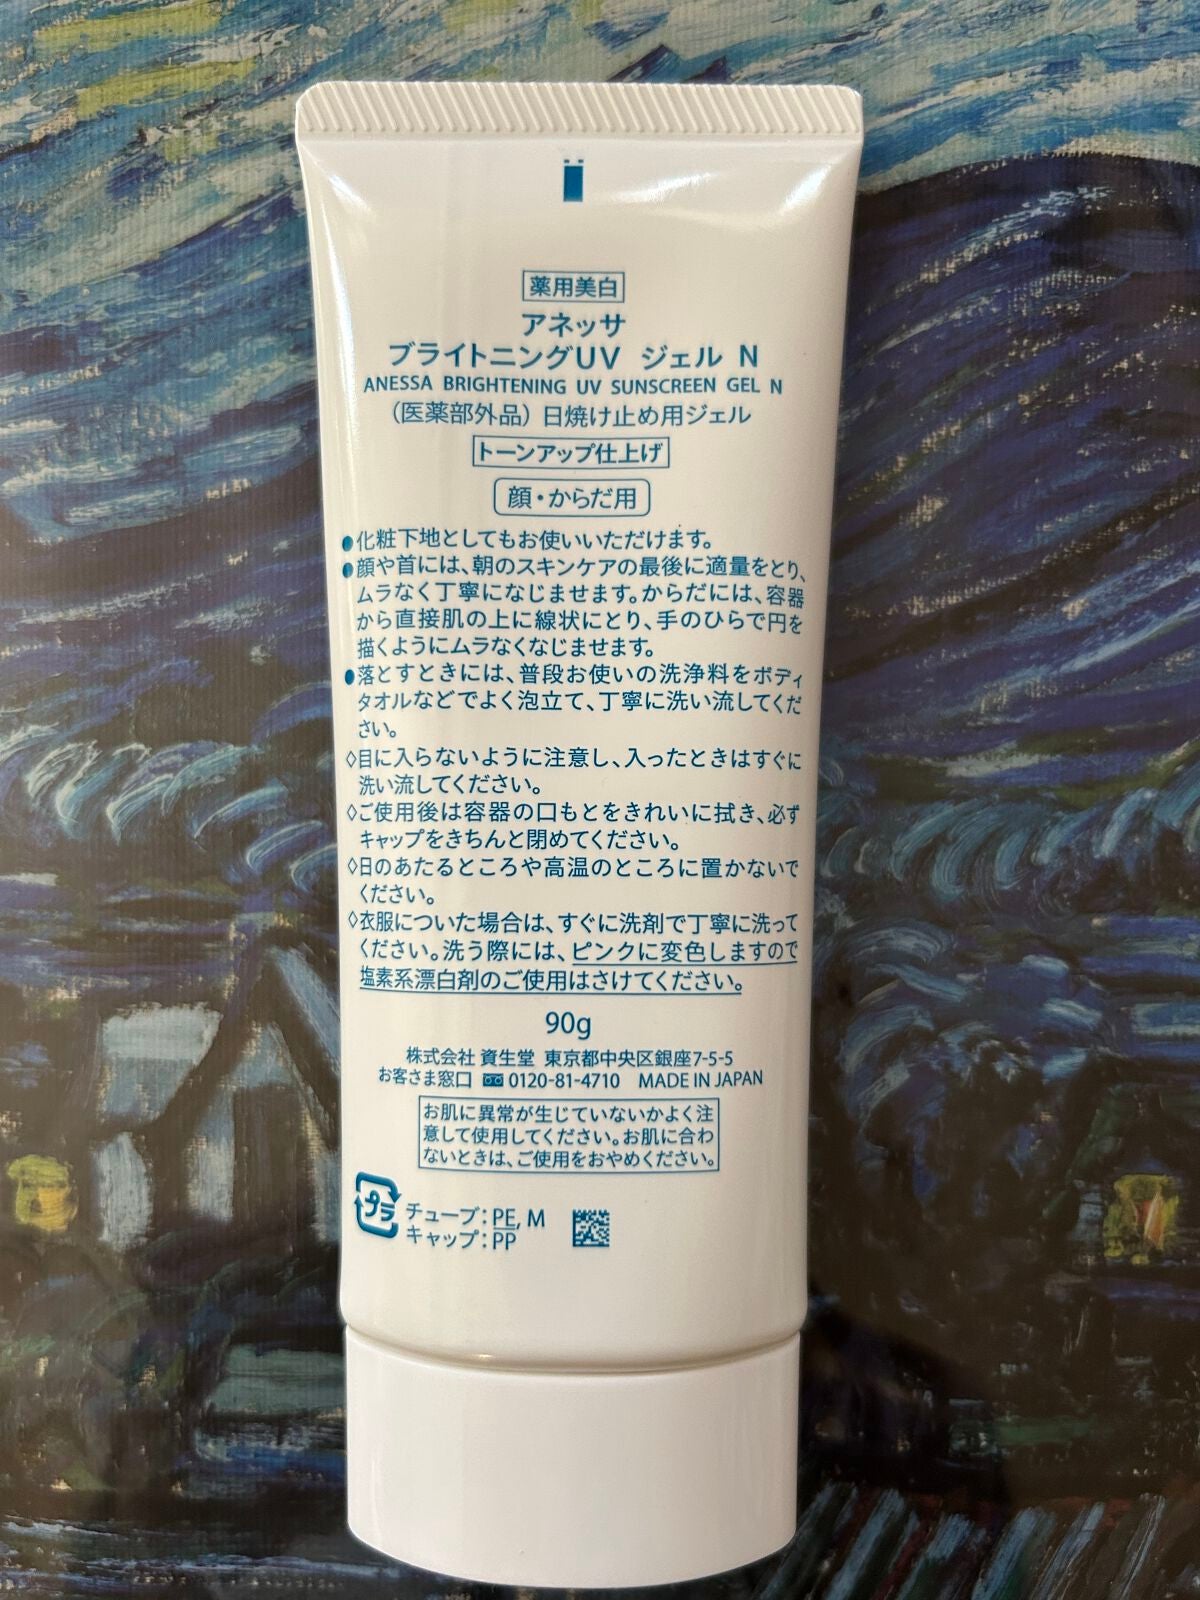 薬用美白
アネッサ
ブライトニングUV ジェル N
ANESSA BRIGHTENING UV SUNSCREEN GEL N
（医薬部外品）日焼け止め用ジェル
トーンアップ仕上げ
顔・からだ用
●化粧下地としてもお使いいただけます。
●顔や首には、朝のスキンケアの最後に適量をとり、
ムラなく丁寧になじませます。からだには、容器
から直接肌の上に線状にとり、手のひらで円を
描くようにムラなくなじませます。
●落とすときには、普段お使いの洗浄料をボディ
タオルなどでよく泡立て、丁寧に洗い流してくだ
さい。
◇目に入らないように注意し、入ったときはすぐに
洗い流してください。
◇ご使用後は容器の口もとをきれいに拭き、必ず
キャップをきちんと閉めてください。
◇日のあたるところや高温のところに置かないで
ください。
◇衣服についた場合は、すぐに洗剤で丁寧に洗って
ください。洗う際には、ピンクに変色しますので
塩素系漂白剤のご使用はさけてください。
90g
株式会社 資生堂 東京都中央区銀座7-5-5
お客さま窓口 0120-81-4710 MADE IN JAPAN
お肌に異常が生じていないかよく注
意して使用してください。お肌に合わ
ないときは、ご使用をおやめください。
プラ
チューブ：PE, M
キャップ：PP